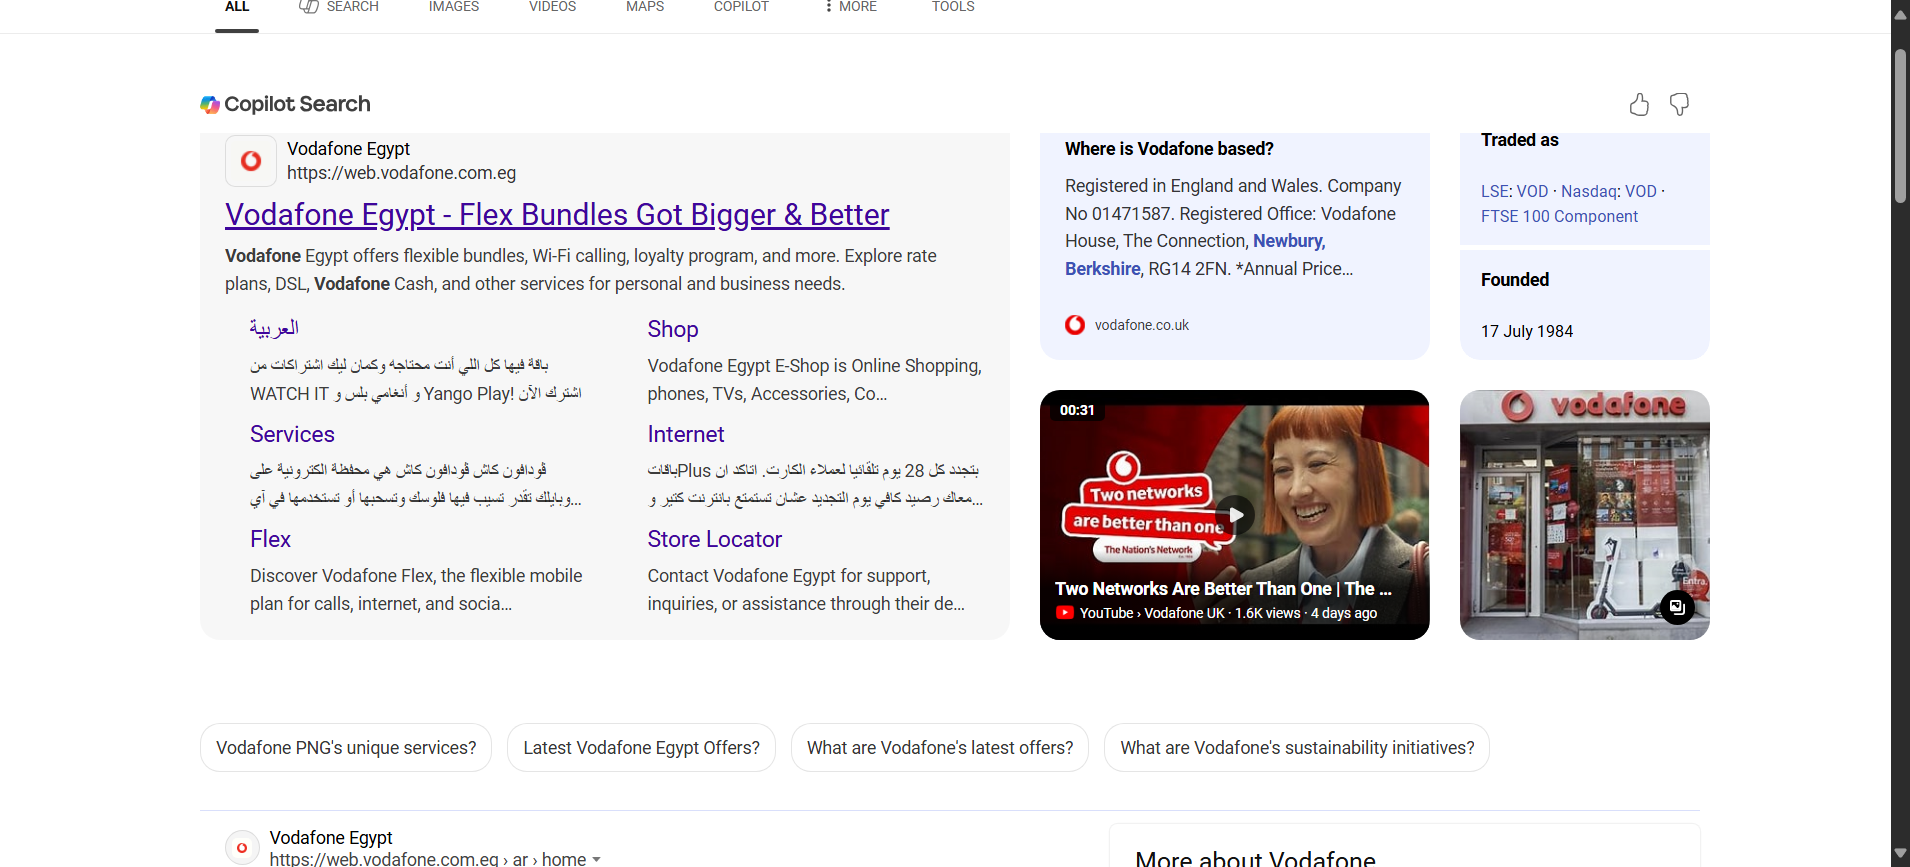 ALL
SEARCH
IMAGES
VIDEOS
MAPS
COPILOT
MORE
TOOLS
Copilot Search
Vodafone Egypt
https://web.vodafone.com.eg
Vodafone Egypt - Flex Bundles Got Bigger & Better
Vodafone Egypt offers flexible bundles, Wi-Fi calling, loyalty program, and more. Explore rate
plans, DSL, Vodafone Cash, and other services for personal and business needs.
العربية
باقة فيها كل اللي أنت محتاجه وكمان ليك اشتراكات من
WATCH IT و أنغامي بلس و Yango Play! اشترك الآن
Shop
Vodafone Egypt E-Shop is Online Shopping,
phones, TVs, Accessories, Co...
Services
ڤودافون كاش ڤودافون كاش هي محفظة الكترونية على
موبايلك تقدر تسيب فيها فلوسك وتسحبها أو تستخدمها في أي...
Internet
باقات Plus بتجدد كل 28 يوم تلقائيا لعملاء الكارت. اتاكد ان
معاك رصيد كافي يوم التجديد عشان تستمتع بانترنت كتير و...
Flex
Discover Vodafone Flex, the flexible mobile
plan for calls, internet, and socia...
Store Locator
Contact Vodafone Egypt for support,
inquiries, or assistance through their de...
Where is Vodafone based?
Registered in England and Wales. Company
No 01471587. Registered Office: Vodafone
House, The Connection, Newbury,
Berkshire, RG14 2FN. *Annual Price...
vodafone.co.uk
Traded as
LSE: VOD · Nasdaq: VOD ·
FTSE 100 Component
Founded
17 July 1984
00:31
Two networks
are better than one
The Nation's Network
Two Networks Are Better Than One | The ...
YouTube › Vodafone UK · 1.6K views · 4 days ago
vodafone
Entra.
Vodafone PNG's unique services?
Latest Vodafone Egypt Offers?
What are Vodafone's latest offers?
What are Vodafone's sustainability initiatives?
Vodafone Egypt
https://web.vodafone.com.eg › ar › home
More about Vodafone